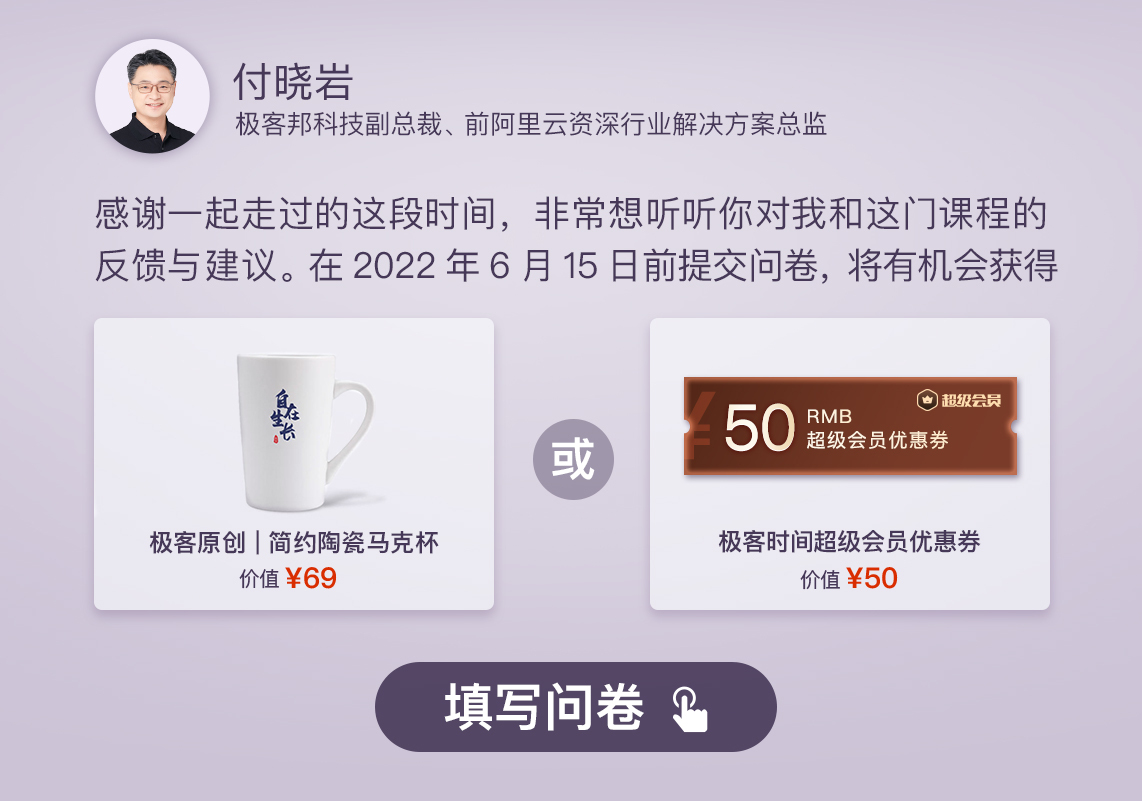 付晓岩
极客邦科技副总裁、前阿里云资深行业解决方案总监
感谢一起走过的这段时间，非常想听听你对我和这门课程的
反馈与建议。在 2022 年 6 月 15 日前提交问卷，将有机会获得
自在
生长
极客原创 | 简约陶瓷马克杯
价值 ¥69
或
¥
50
RMB
超级会员优惠券
超级会员
极客时间超级会员优惠券
价值 ¥50
填写问卷